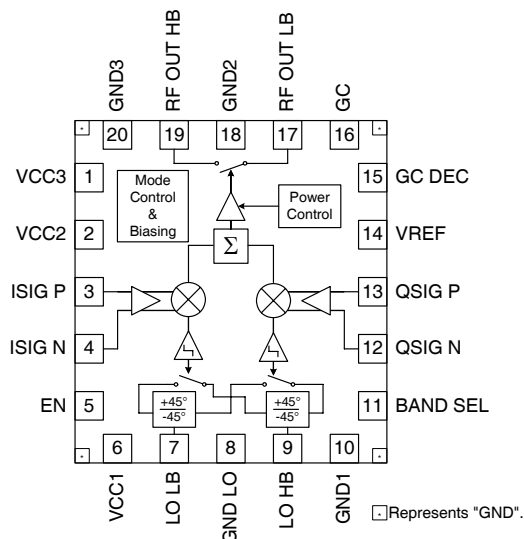 GND3
RF OUT HB
GND2
RF OUT LB
GC
20
19
18
17
16
VCC3
1
Mode
Control
&
Biasing
Power
Control
15
GC DEC
VCC2
2
Σ
14
VREF
ISIG P
3
13
QSIG P
ISIG N
4
12
QSIG N
EN
5
+45°
-45°
+45°
-45°
11
BAND SEL
6
7
8
9
10
VCC1
LO LB
GND LO
LO HB
GND1
Represents "GND".